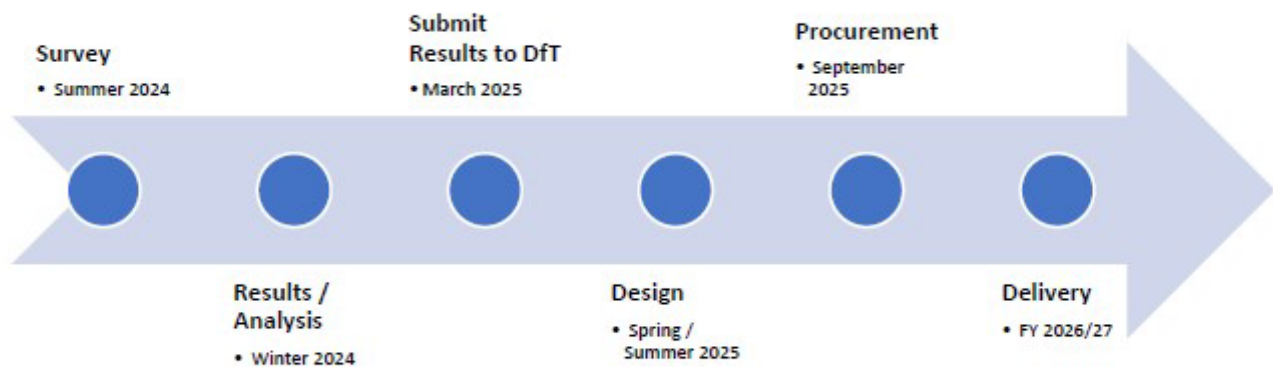 Survey
• Summer 2024
Results /
Analysis
• Winter 2024
Submit
Results to DfT
• March 2025
Design
• Spring /
Summer 2025
Procurement
• September
2025
Delivery
• FY 2026/27